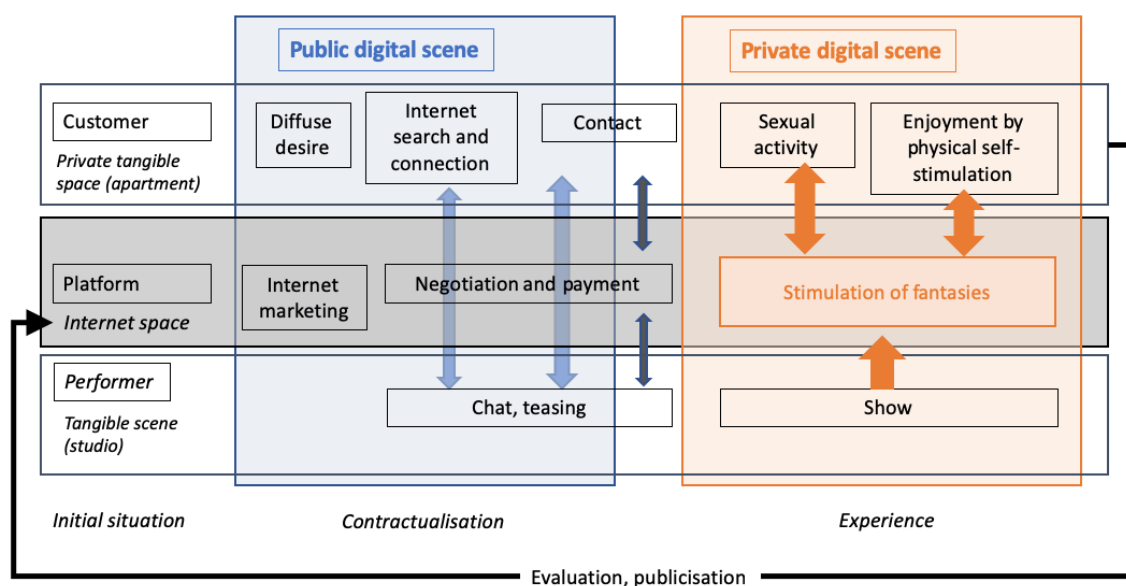 Public digital scene
Private digital scene
Customer
Private tangible
space (apartment)
Diffuse
desire
Internet
search and
connection
Contact
Sexual
activity
Enjoyment by
physical self-
stimulation
Platform
Internet space
Internet
marketing
Negotiation and payment
Stimulation of fantasies
Performer
Tangible scene
(studio)
Chat, teasing
Show
Initial situation
Contractualisation
Experience
Evaluation, publicisation